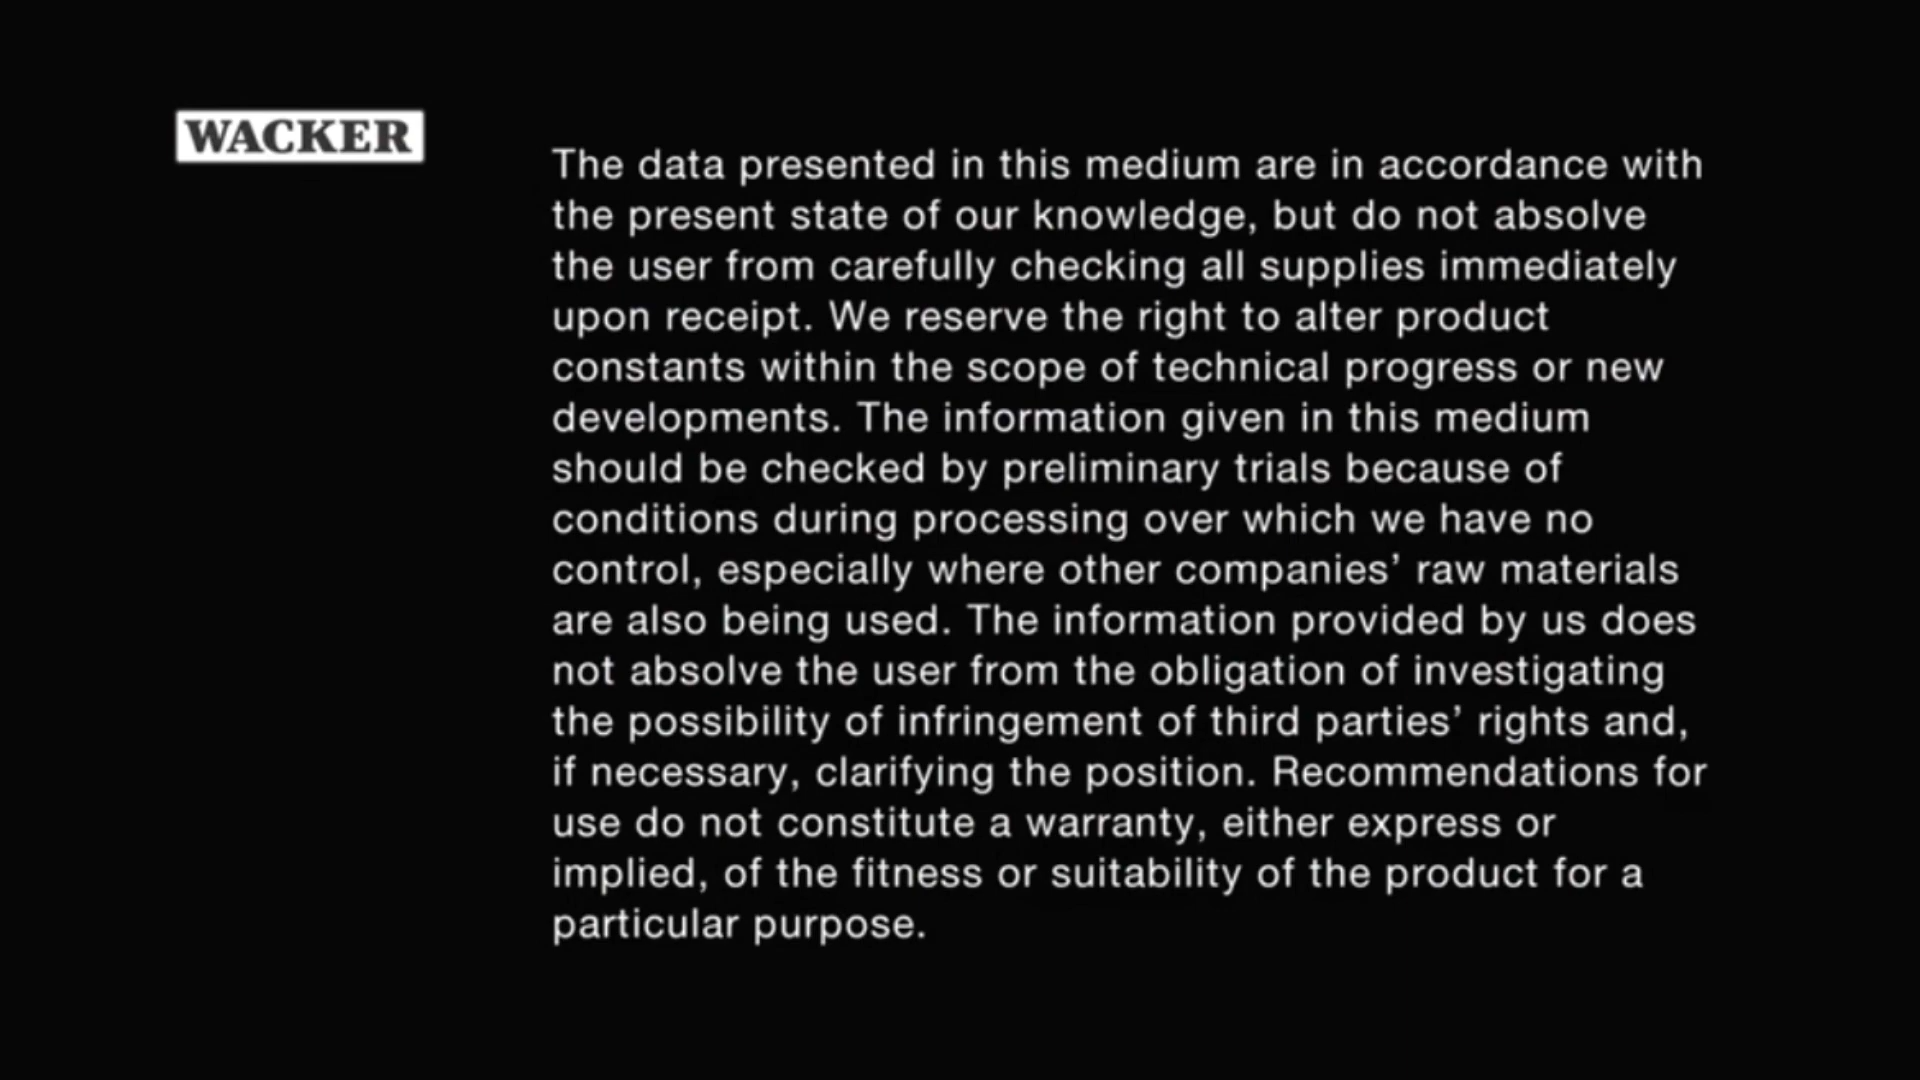 WACKER
The data presented in this medium are in accordance with
the present state of our knowledge, but do not absolve
the user from carefully checking all supplies immediately
upon receipt. We reserve the right to alter product
constants within the scope of technical progress or new
developments. The information given in this medium
should be checked by preliminary trials because of
conditions during processing over which we have no
control, especially where other companies’ raw materials
are also being used. The information provided by us does
not absolve the user from the obligation of investigating
the possibility of infringement of third parties’ rights and,
if necessary, clarifying the position. Recommendations for
use do not constitute a warranty, either express or
implied, of the fitness or suitability of the product for a
particular purpose.